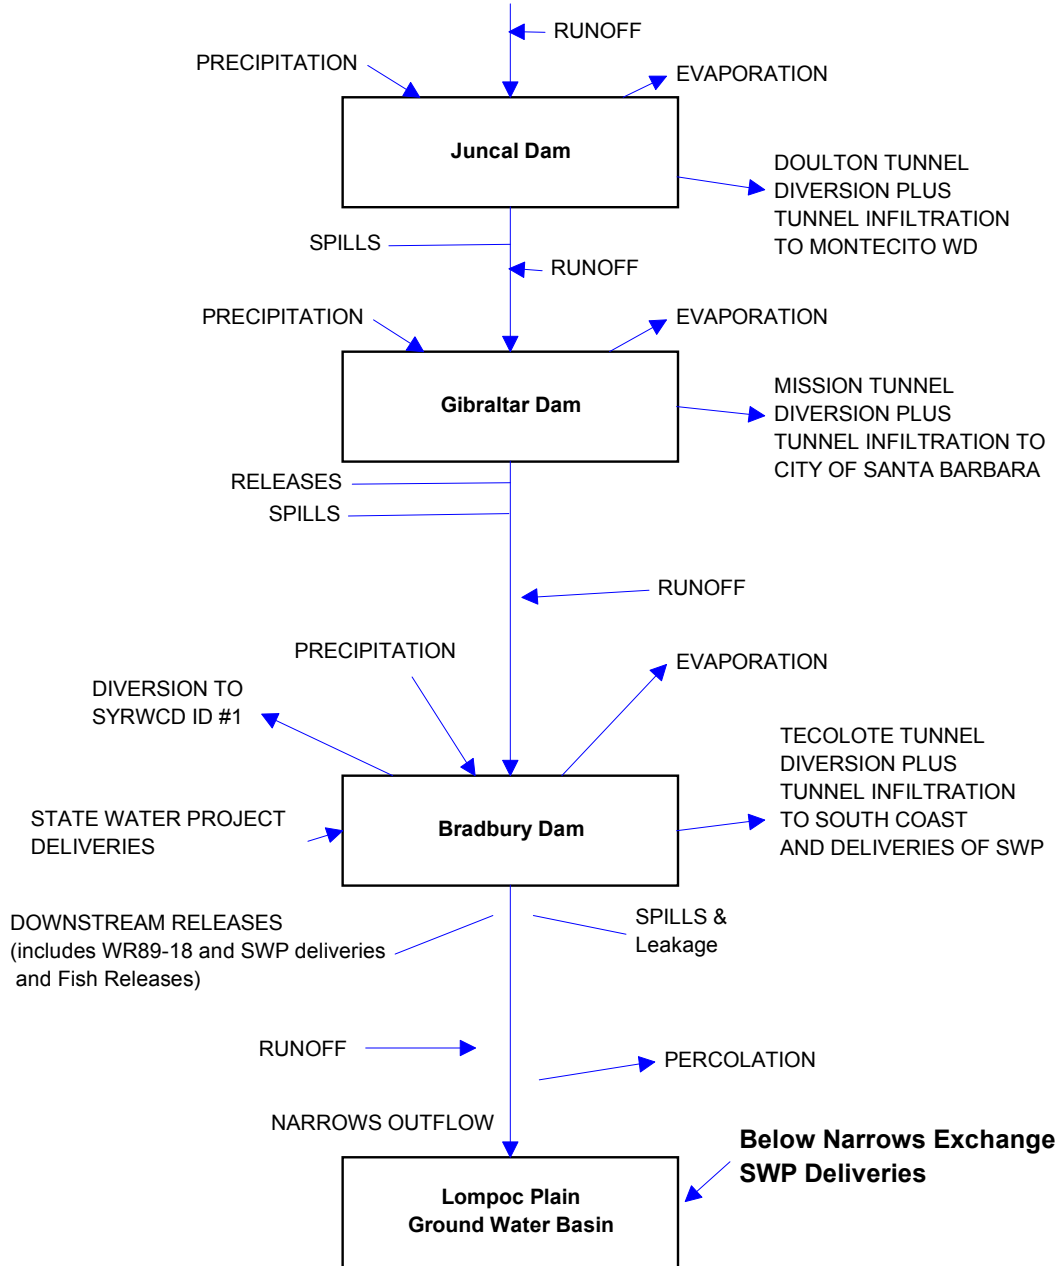 RUNOFF
PRECIPITATION
EVAPORATION
Juncal Dam
DOULTON TUNNEL
DIVERSION PLUS
TUNNEL INFILTRATION
TO MONTECITO WD
SPILLS
RUNOFF
PRECIPITATION
EVAPORATION
Gibraltar Dam
MISSION TUNNEL
DIVERSION PLUS
TUNNEL INFILTRATION TO
CITY OF SANTA BARBARA
RELEASES
SPILLS
RUNOFF
PRECIPITATION
EVAPORATION
DIVERSION TO
SYRWCD ID #1
TECOLOTE TUNNEL
DIVERSION PLUS
TUNNEL INFILTRATION
TO SOUTH COAST
AND DELIVERIES OF SWP
STATE WATER PROJECT
DELIVERIES
Bradbury Dam
DOWNSTREAM RELEASES
(includes WR89-18 and SWP deliveries
and Fish Releases)
SPILLS &
Leakage
RUNOFF
PERCOLATION
NARROWS OUTFLOW
Below Narrows Exchange
SWP Deliveries
Lompoc Plain
Ground Water Basin